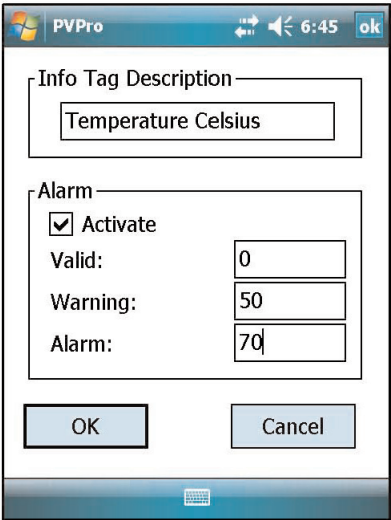 PVPro 6:45 ok
Info Tag Description
Temperature Celsius
Alarm
Activate
Valid: 0
Warning: 50
Alarm: 70
OK Cancel